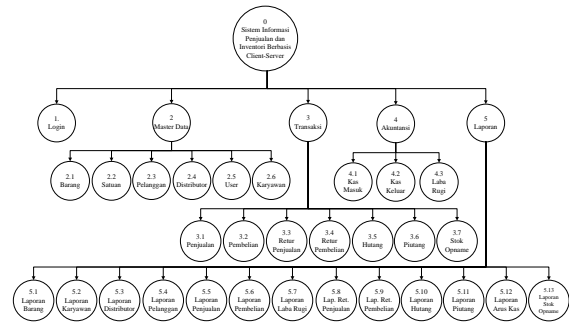 0
Sistem Informasi
Penjualan dan
Inventori Berbasis
Client-Server
1.
Login
2
Master Data
3
Transaksi
4
Akuntansi
5
Laporan
2.1
Barang
2.2
Satuan
2.3
Pelanggan
2.4
Distributor
2.5
User
2.6
Karyawan
4.1
Kas
Masuk
4.2
Kas
Keluar
4.3
Laba
Rugi
3.1
Penjualan
3.2
Pembelian
3.3
Retur
Penjualan
3.4
Retur
Pembelian
3.5
Hutang
3.6
Piutang
3.7
Stok
Opname
5.1
Laporan
Barang
5.2
Laporan
Karyawan
5.3
Laporan
Distributor
5.4
Laporan
Pelanggan
5.5
Laporan
Penjualan
5.6
Laporan
Pembelian
5.7
Laporan
Laba Rugi
5.8
Lap. Ret.
Penjualan
5.9
Lap. Ret.
Pembelian
5.10
Laporan
Hutang
5.11
Laporan
Piutang
5.12
Laporan
Arus Kas
5.13
Laporan
Stok
Opname